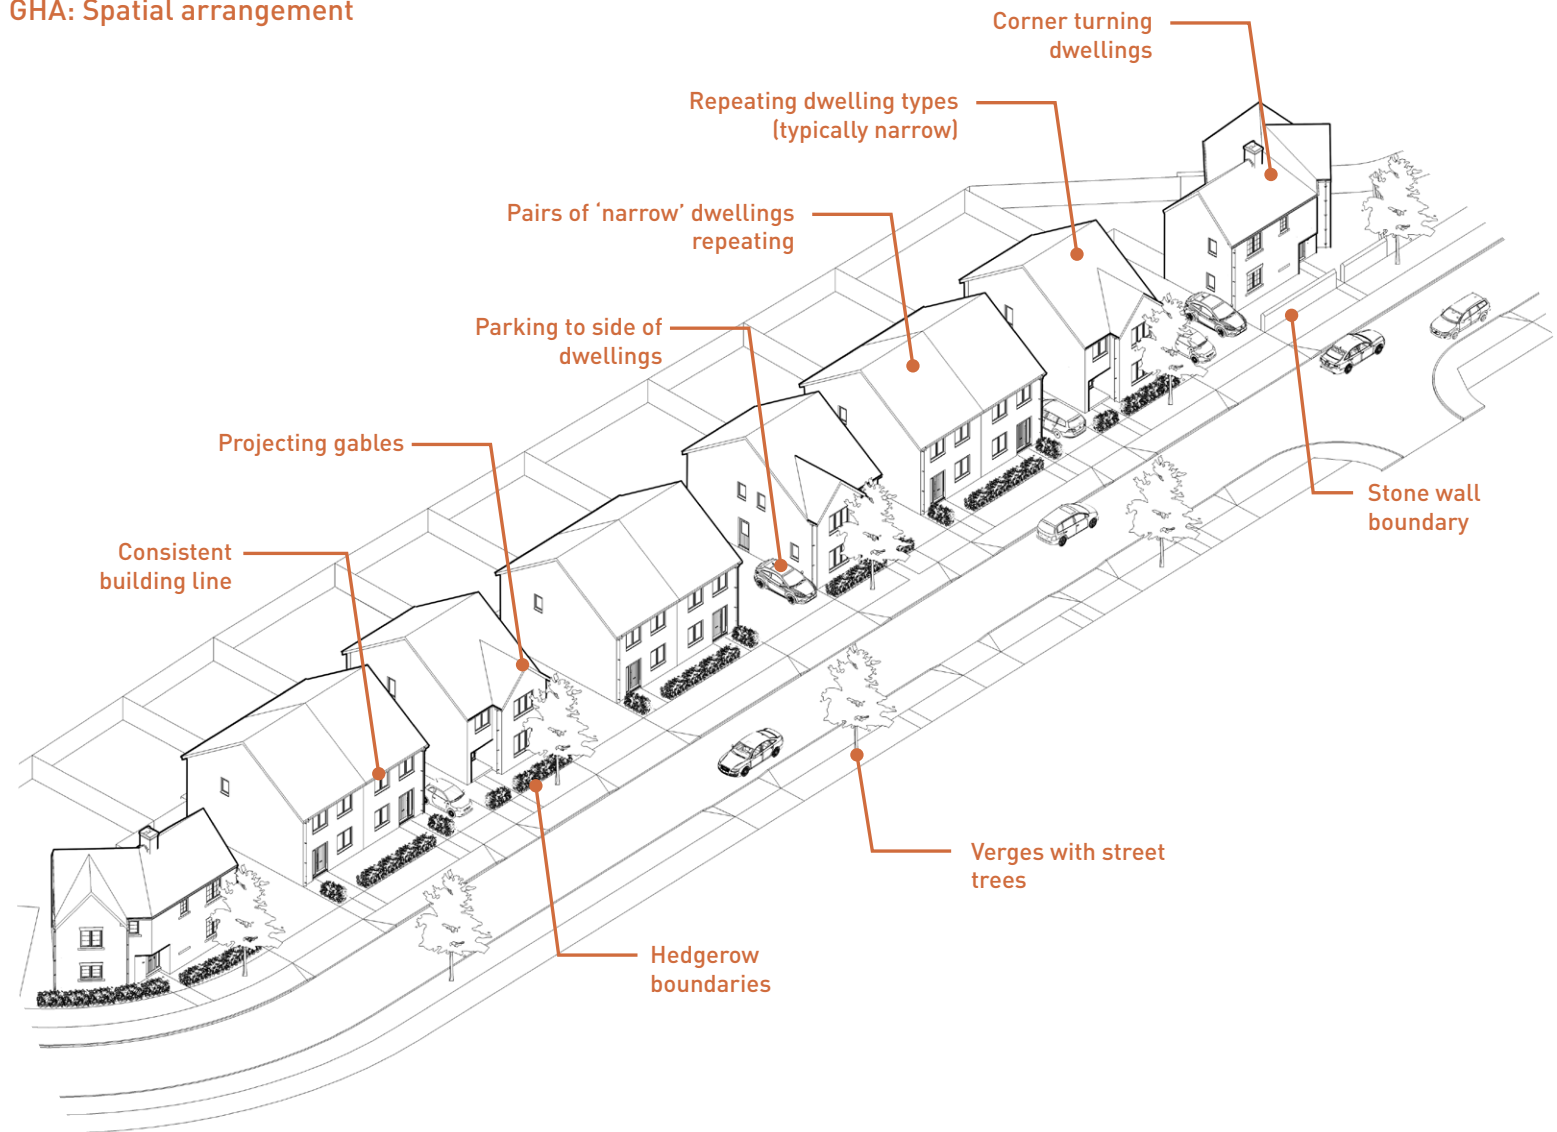 GHA: Spatial arrangement
Corner turning
dwellings
Repeating dwelling types
(typically narrow)
Pairs of ‘narrow’ dwellings
repeating
Parking to side of
dwellings
Projecting gables
Consistent
building line
Stone wall
boundary
Verges with street
trees
Hedgerow
boundaries